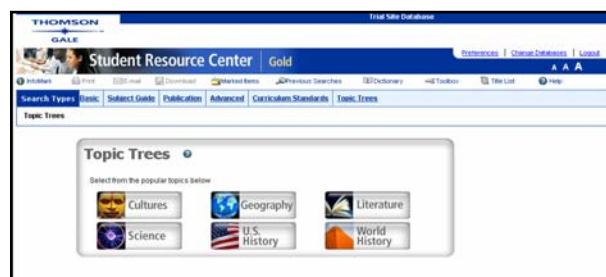 Trial Site Database
THOMSON
GALE
Student Resource Center Gold
Preferences | Change Databases | Logout
A A A
InfoMark Print E-mail Download Marked Items Previous Searches Dictionary Toolbox Title List Help
Search Types Basic Subject Guide Publication Advanced Curriculum Standards Topic Trees
Topic Trees
Topic Trees
Select from the popular topics below
Cultures Geography Literature
Science U.S. History World History